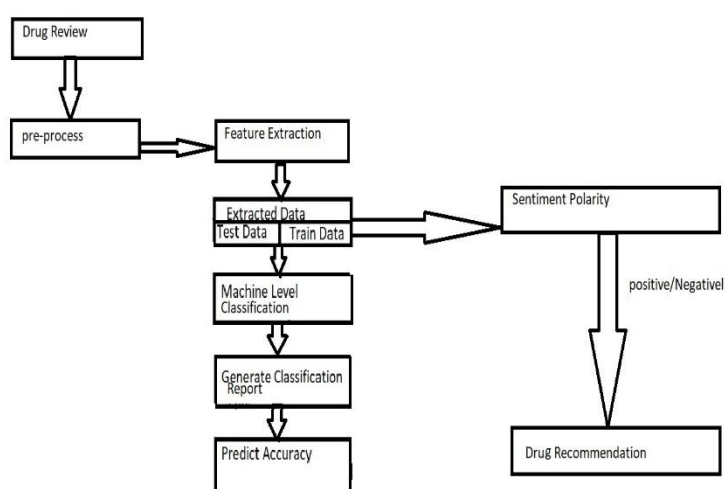 Drug Review
pre-process
Feature Extraction
Extracted Data
Test Data
Train Data
Sentiment Polarity
positive/Negativel
Machine Level
Classification
Generate Classification
Report
Predict Accuracy
Drug Recommendation